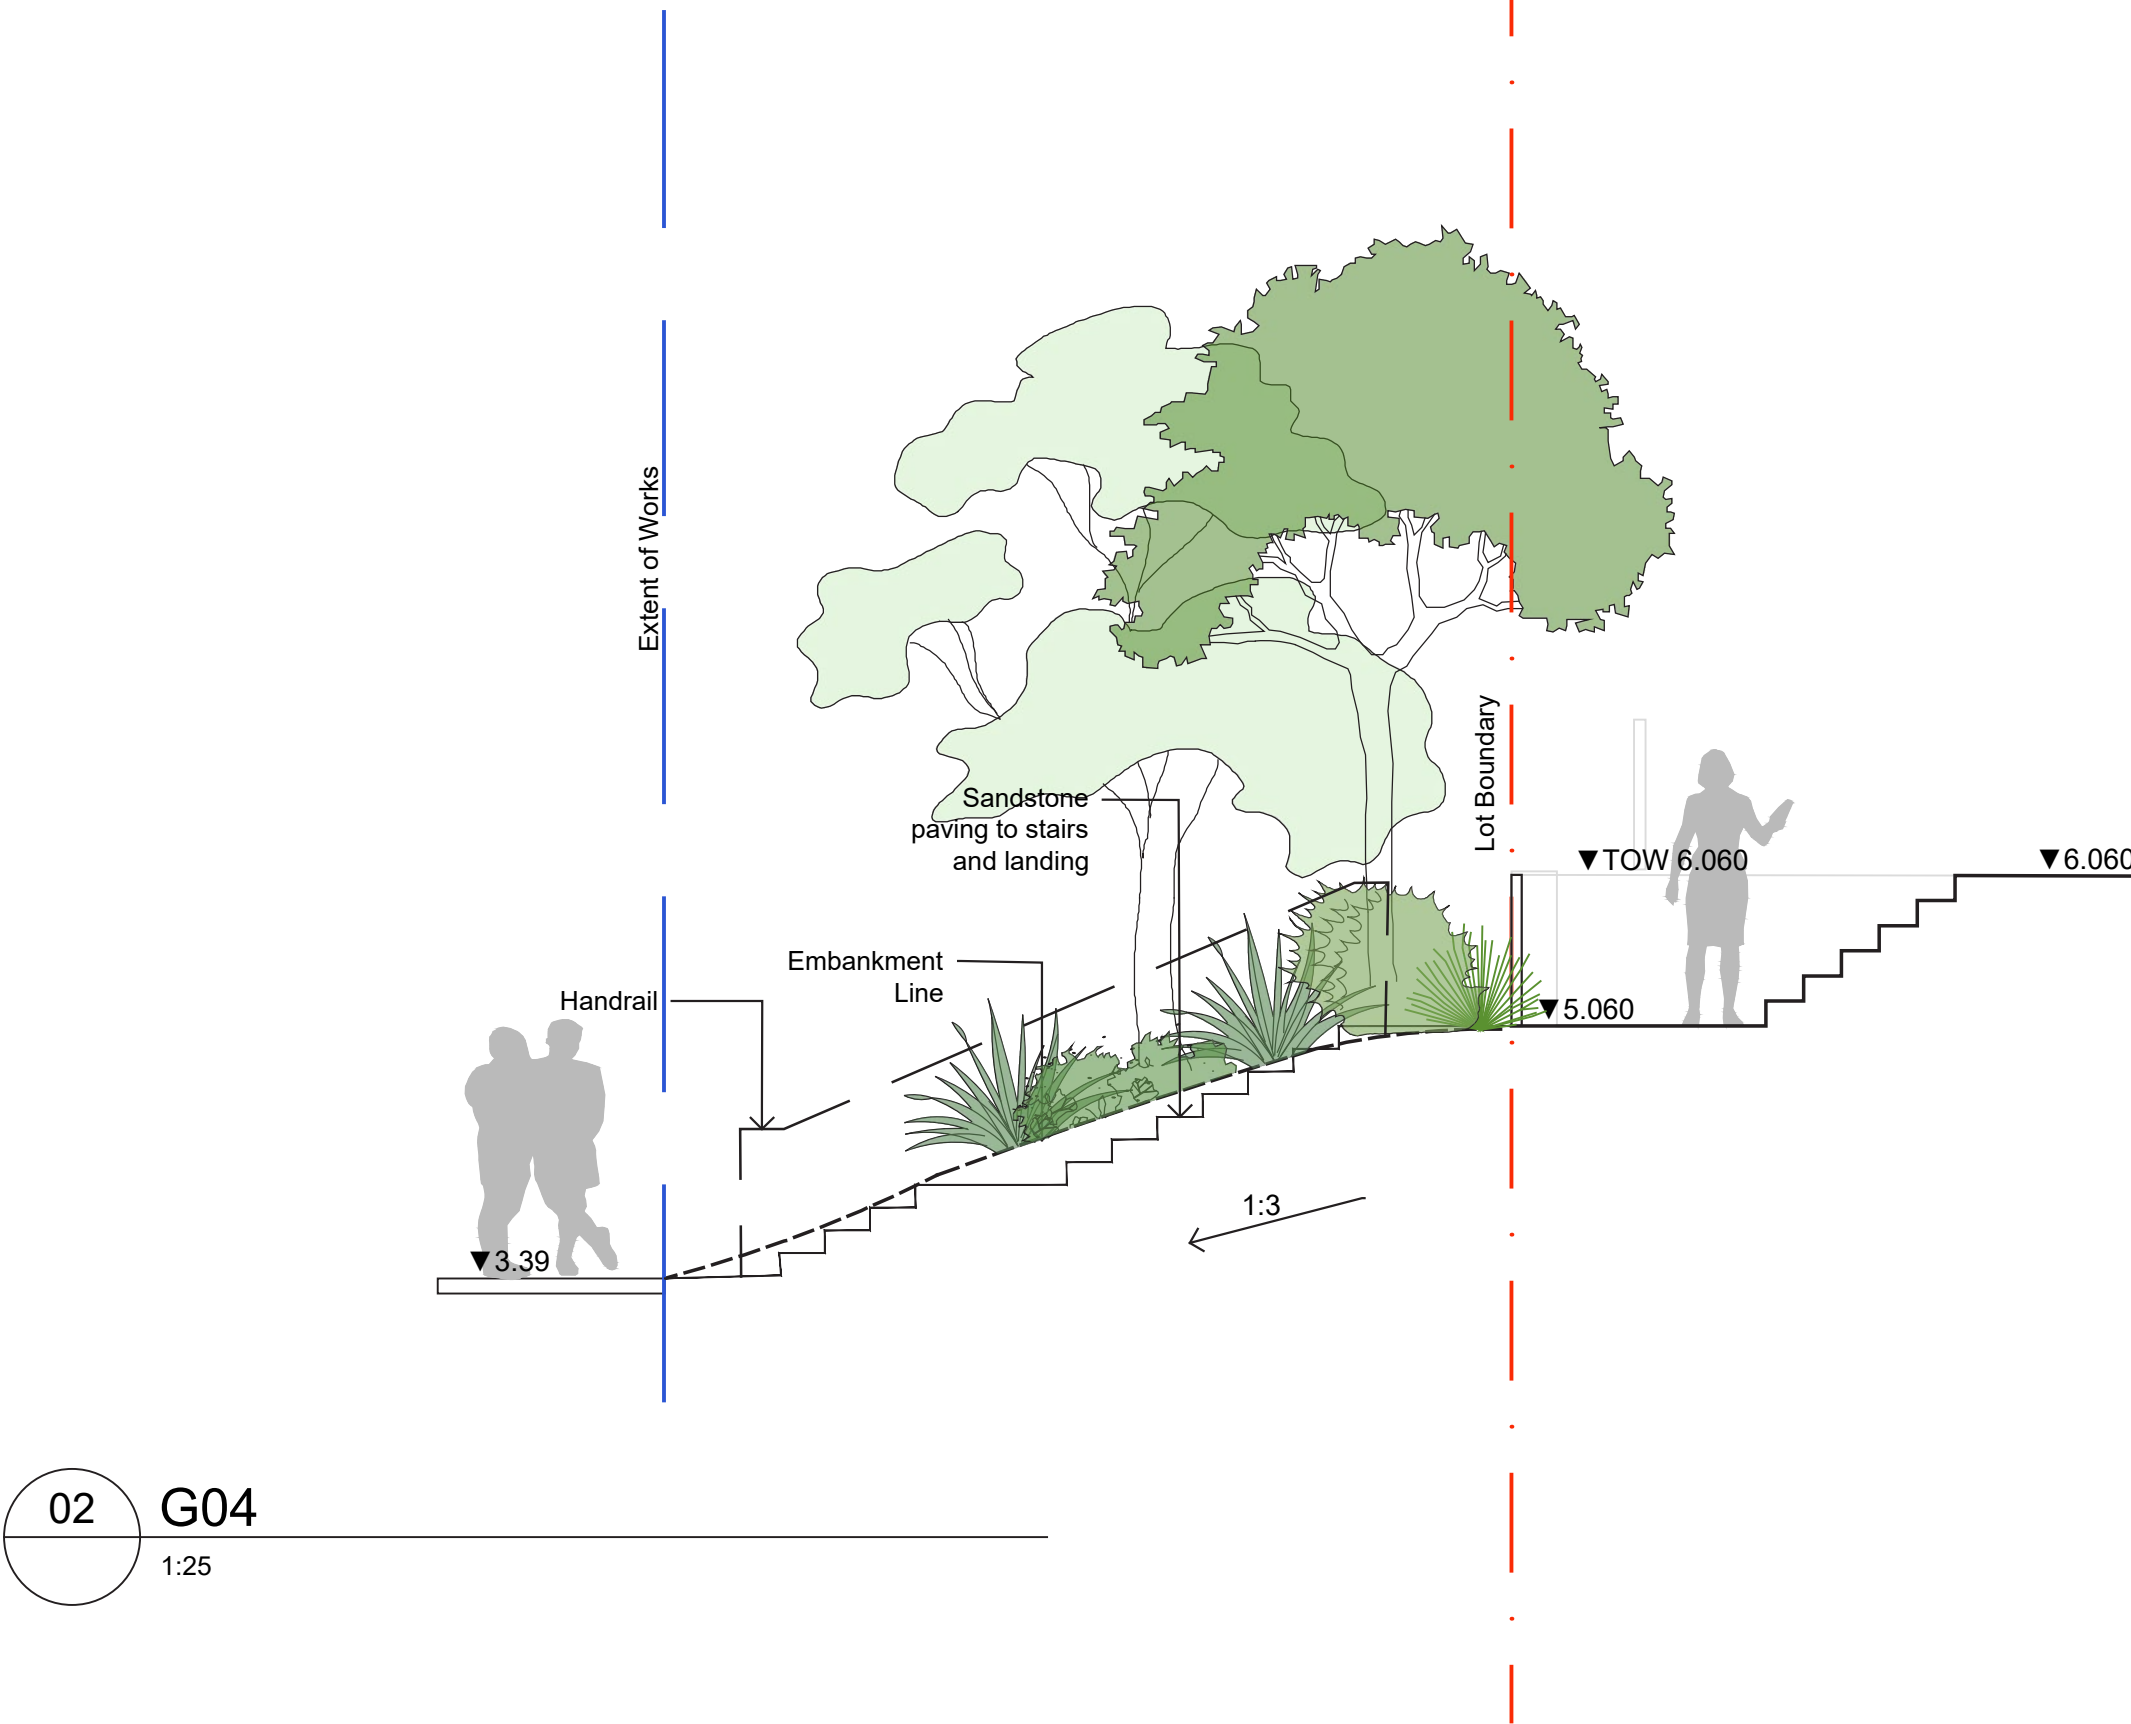 Extent of Works
Lot Boundary
Sandstone
paving to stairs
and landing
▼TOW 6.060
▼6.060
Embankment
Line
Handrail
▼5.060
1:3
▼3.39
02
G04
1:25